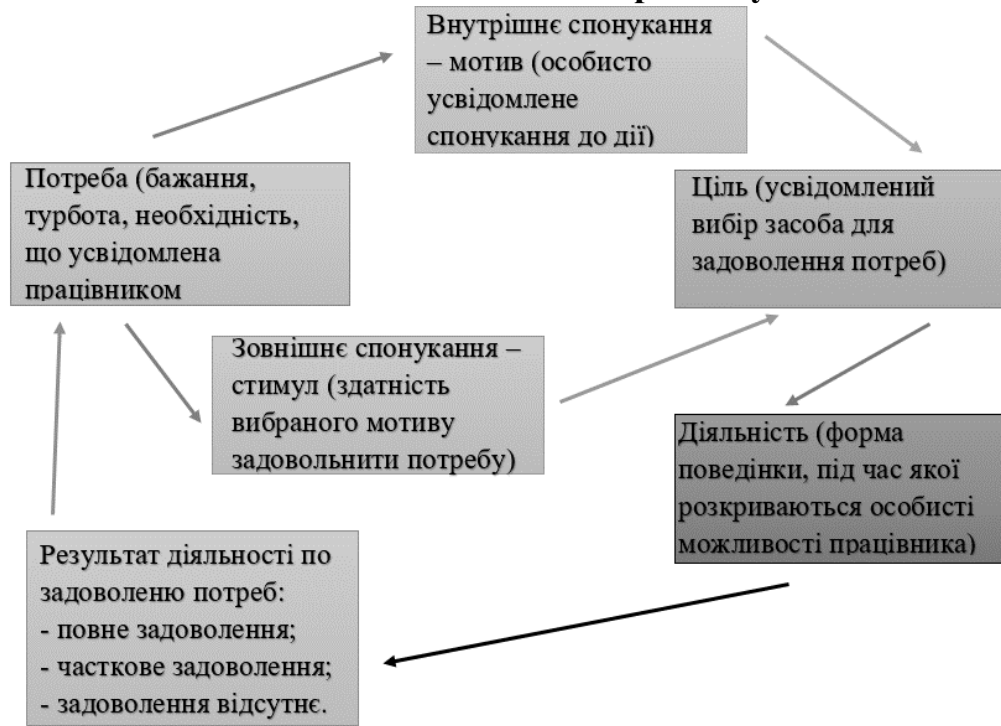 Внутрішнє спонукання
– мотив (особисто
усвідомлене
спонукання до дії)
Потреба (бажання,
турбота, необхідність,
що усвідомлена
працівником
Ціль (усвідомлений
вибір засоба для
задоволення потреб)
Зовнішнє спонукання –
стимул (здатність
вибраного мотиву
задовольнити потребу)
Діяльність (форма
поведінки, під час якої
розкриваються особисті
можливості працівника)
Результат діяльності по
задоволеню потреб:
- повне задоволення;
- часткове задоволення;
- задоволення відсутнє.